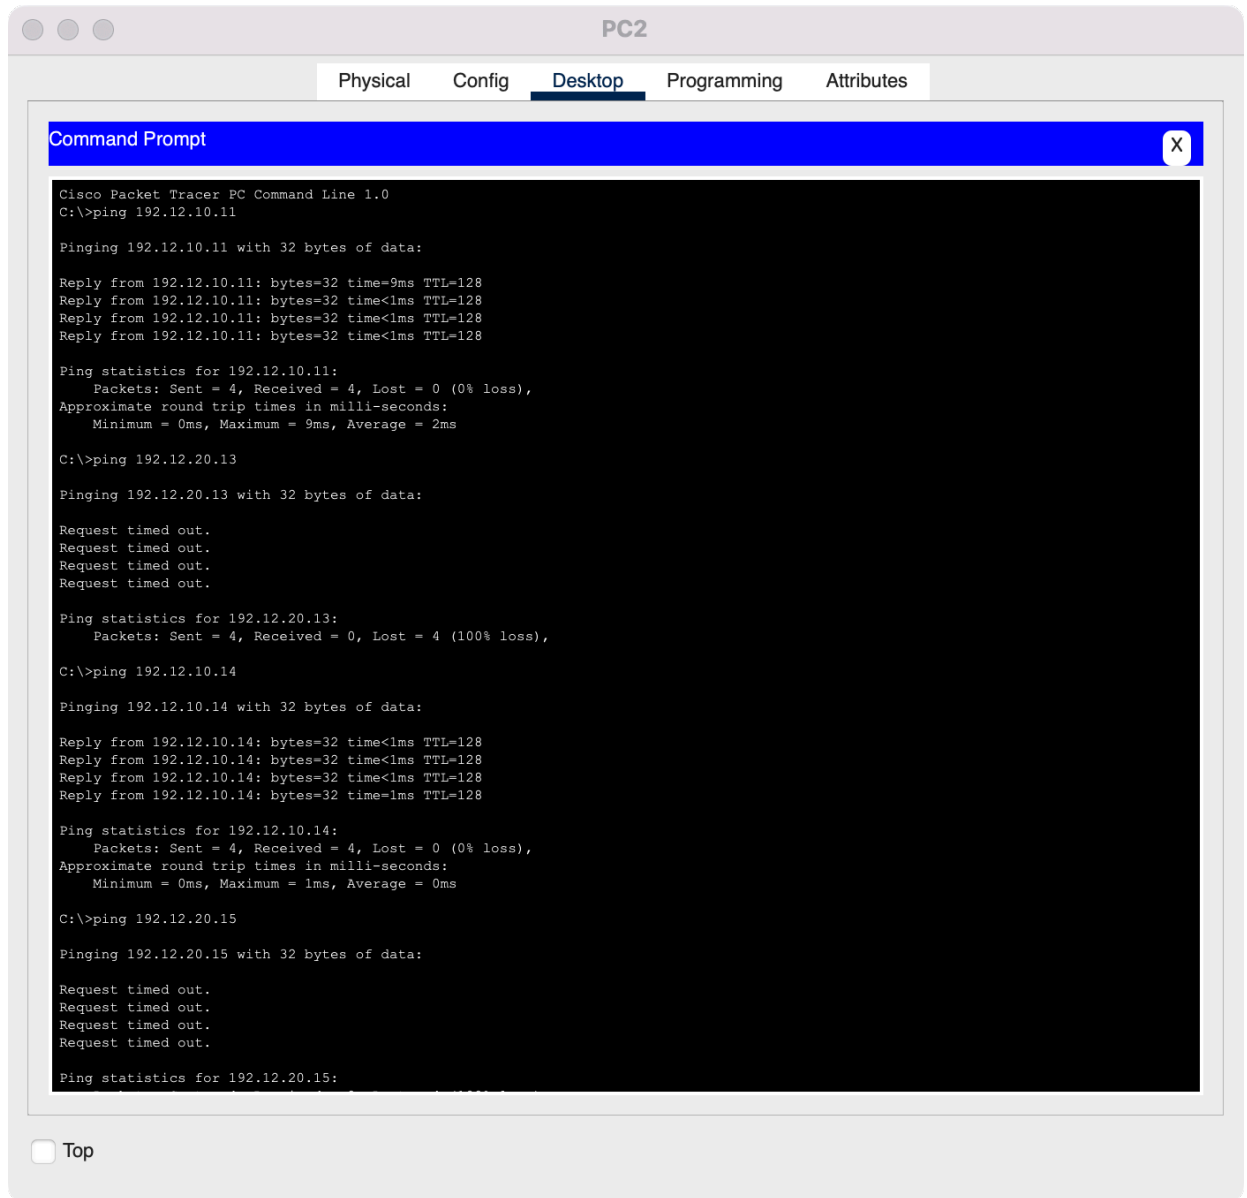 PC2
Physical Config Desktop Programming Attributes
Command Prompt
X
Cisco Packet Tracer PC Command Line 1.0
C:\>ping 192.12.10.11
Pinging 192.12.10.11 with 32 bytes of data:
Reply from 192.12.10.11: bytes=32 time=9ms TTL=128
Reply from 192.12.10.11: bytes=32 time<1ms TTL=128
Reply from 192.12.10.11: bytes=32 time<1ms TTL=128
Reply from 192.12.10.11: bytes=32 time<1ms TTL=128
Ping statistics for 192.12.10.11:
Packets: Sent = 4, Received = 4, Lost = 0 (0% loss),
Approximate round trip times in milli-seconds:
Minimum = 0ms, Maximum = 9ms, Average = 2ms
C:\>ping 192.12.20.13
Pinging 192.12.20.13 with 32 bytes of data:
Request timed out.
Request timed out.
Request timed out.
Request timed out.
Ping statistics for 192.12.20.13:
Packets: Sent = 4, Received = 0, Lost = 4 (100% loss),
C:\>ping 192.12.10.14
Pinging 192.12.10.14 with 32 bytes of data:
Reply from 192.12.10.14: bytes=32 time<1ms TTL=128
Reply from 192.12.10.14: bytes=32 time<1ms TTL=128
Reply from 192.12.10.14: bytes=32 time<1ms TTL=128
Reply from 192.12.10.14: bytes=32 time=1ms TTL=128
Ping statistics for 192.12.10.14:
Packets: Sent = 4, Received = 4, Lost = 0 (0% loss),
Approximate round trip times in milli-seconds:
Minimum = 0ms, Maximum = 1ms, Average = 0ms
C:\>ping 192.12.20.15
Pinging 192.12.20.15 with 32 bytes of data:
Request timed out.
Request timed out.
Request timed out.
Request timed out.
Ping statistics for 192.12.20.15:
Top